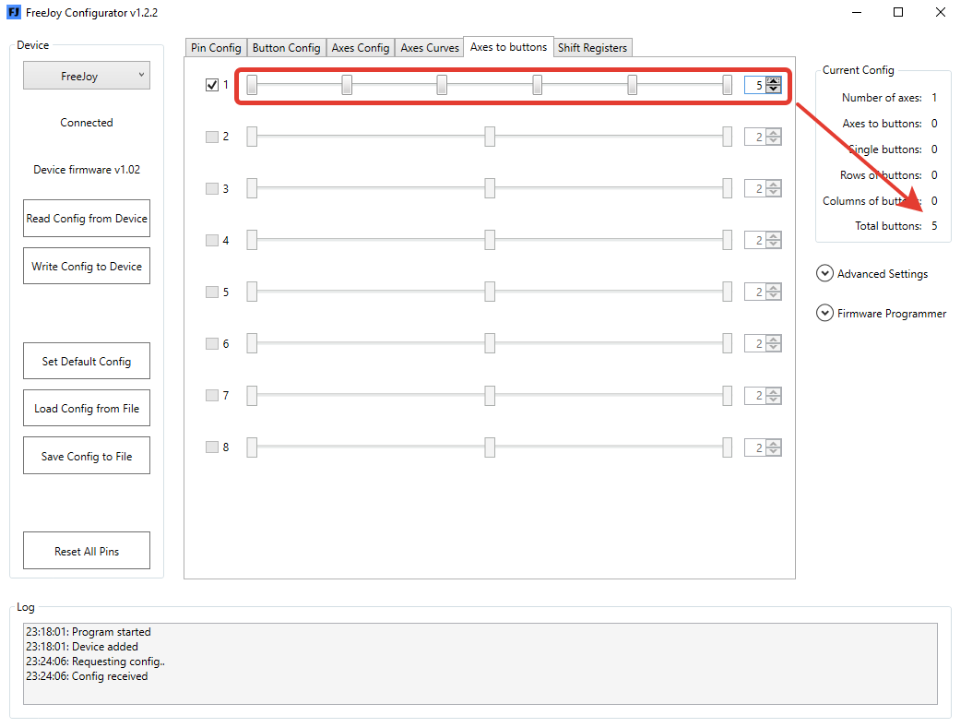 FJ FreeJoy Configurator v1.2.2
Device
FreeJoy
Connected
Device firmware v1.02
Read Config from Device
Write Config to Device
Set Default Config
Load Config from File
Save Config to File
Reset All Pins
Pin Config Button Config Axes Config Axes Curves Axes to buttons Shift Registers
1 5
2 2
3 2
4 2
5 2
6 2
7 2
8 2
Current Config
Number of axes: 1
Axes to buttons: 0
Single buttons: 0
Rows of buttons: 0
Columns of buttons: 0
Total buttons: 5
Advanced Settings
Firmware Programmer
Log
23:18:01: Program started
23:18:01: Device added
23:24:06: Requesting config..
23:24:06: Config received